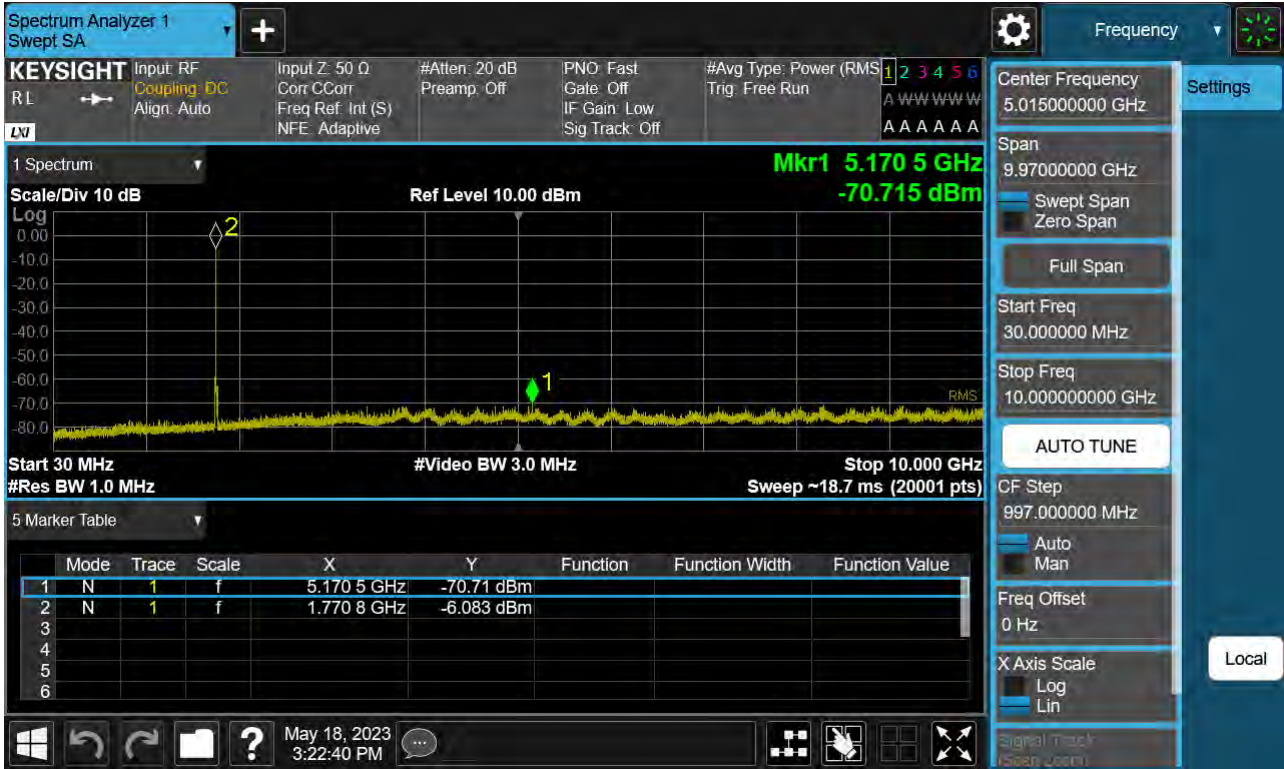 Spectrum Analyzer 1
Swept SA
+
Frequency
KEYSIGHT
RL
LXI
Input: RF
Coupling: DC
Align: Auto
Input Z: 50 Ω
Corr CCorr
Freq Ref: Int (S)
NFE: Adaptive
#Atten: 20 dB
Preamp: Off
PNO: Fast
Gate: Off
IF Gain: Low
Sig Track: Off
#Avg Type: Power (RMS
Trig: Free Run
1 2 3 4 5 6
A W W W W W
A A A A A A
1 Spectrum
Mkr1 5.170 5 GHz
Scale/Div 10 dB
Ref Level 10.00 dBm
-70.715 dBm
Log
0.00
-10.0
-20.0
-30.0
-40.0
-50.0
-60.0
-70.0
-80.0
2
1
RMS
Start 30 MHz
#Video BW 3.0 MHz
Stop 10.000 GHz
#Res BW 1.0 MHz
Sweep ~18.7 ms (20001 pts)
5 Marker Table
Mode Trace Scale X Y Function Function Width Function Value
1 N 1 f 5.170 5 GHz -70.71 dBm
2 N 1 f 1.770 8 GHz -6.083 dBm
3
4
5
6
Center Frequency
5.015000000 GHz
Span
9.97000000 GHz
Swept Span
Zero Span
Full Span
Start Freq
30.000000 MHz
Stop Freq
10.000000000 GHz
AUTO TUNE
CF Step
997.000000 MHz
Auto
Man
Freq Offset
0 Hz
X Axis Scale
Log
Lin
Signal Track
(Span Zoom)
Settings
Local
?
May 18, 2023
3:22:40 PM